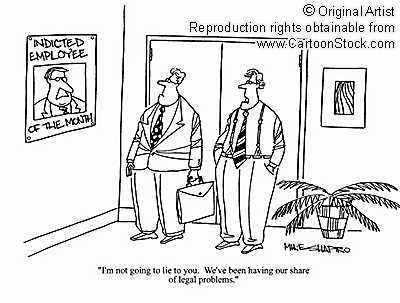 © Original Artist
Reproduction rights obtainable from
www.CartoonStock.com
INDICTED
EMPLOYEE
OF THE MONTH
MIKE SHAPIRO
"I'm not going to lie to you. We've been having our share
of legal problems."